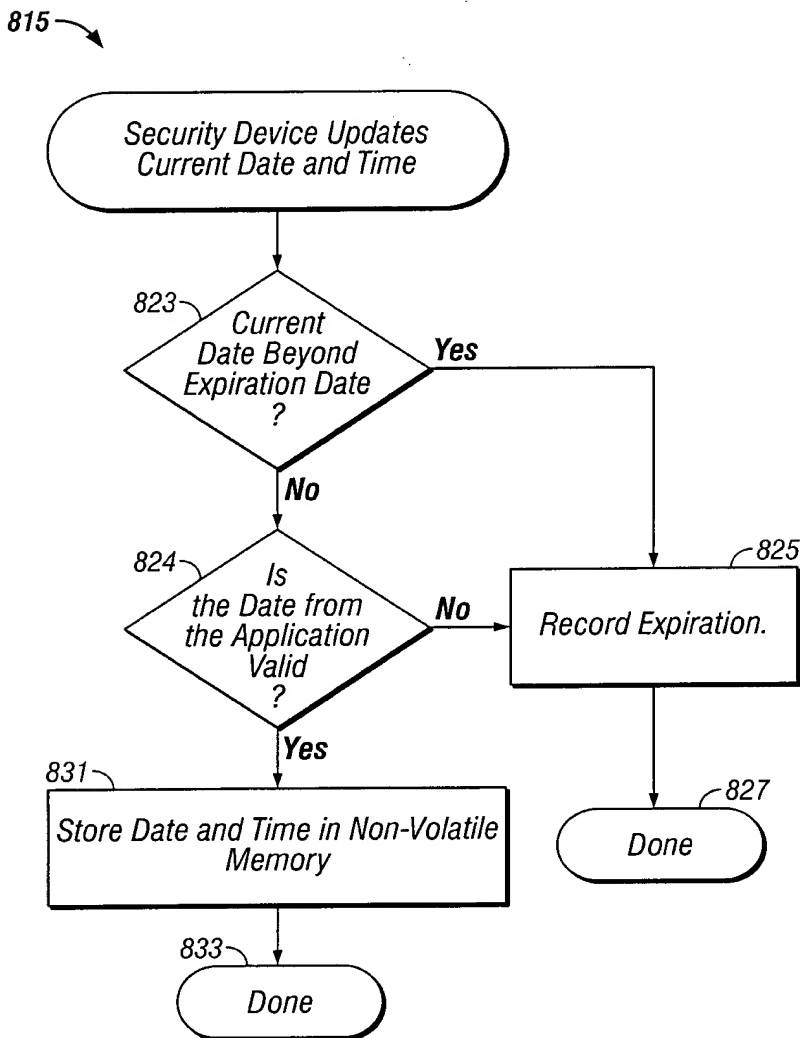 815
Security Device Updates
Current Date and Time
823
Current
Date Beyond
Expiration Date
?
Yes
No
824
Is
the Date from
the Application
Valid
?
No
825
Record Expiration.
Yes
831
Store Date and Time in Non-Volatile
Memory
827
Done
833
Done